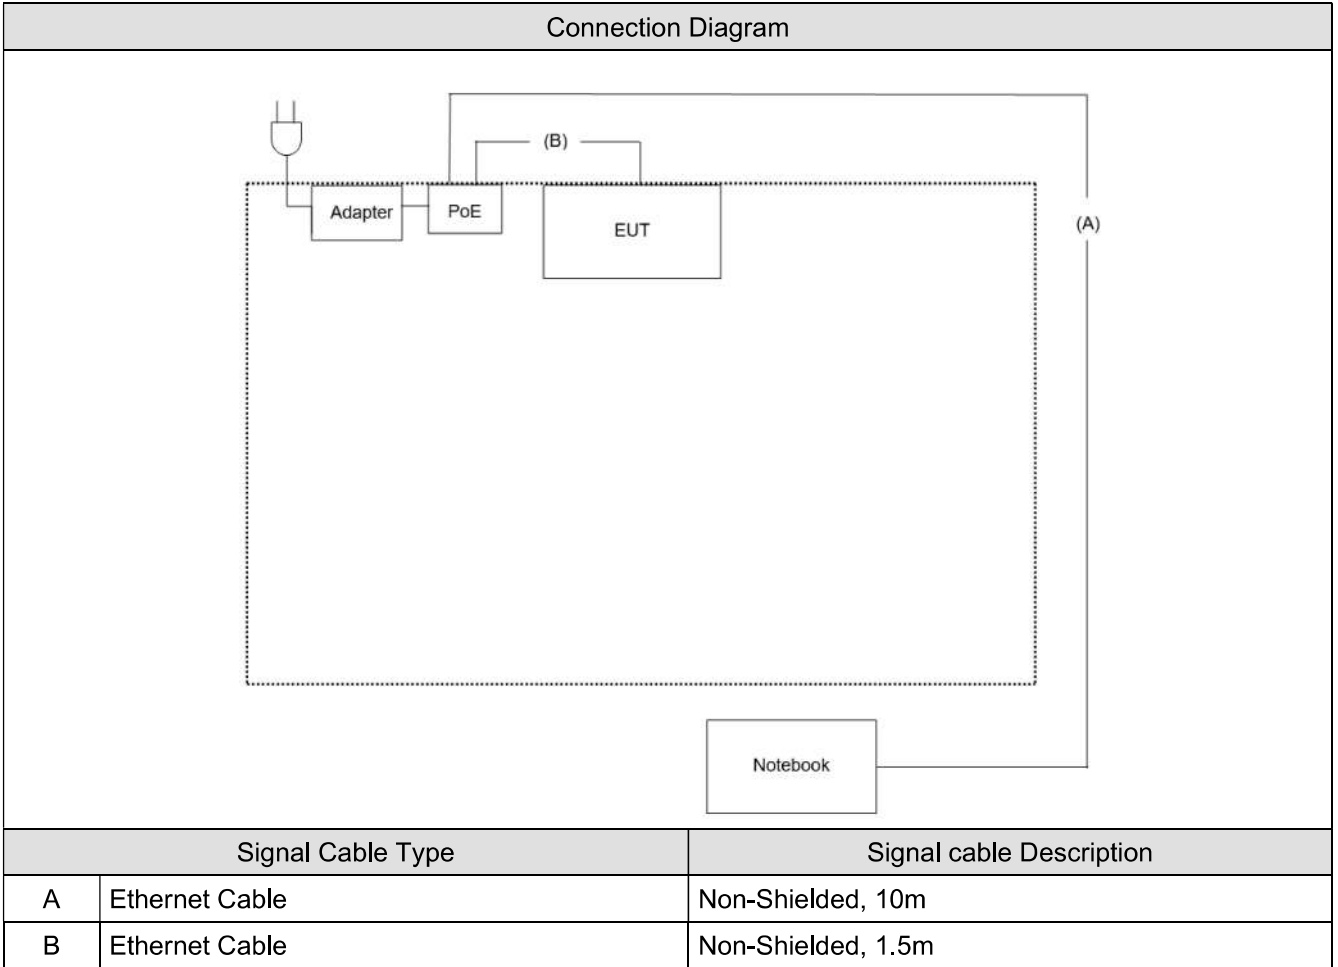 Connection Diagram
(B)
Adapter
PoE
EUT
(A)
Notebook
Signal Cable Type
Signal cable Description
A
Ethernet Cable
Non-Shielded, 10m
B
Ethernet Cable
Non-Shielded, 1.5m